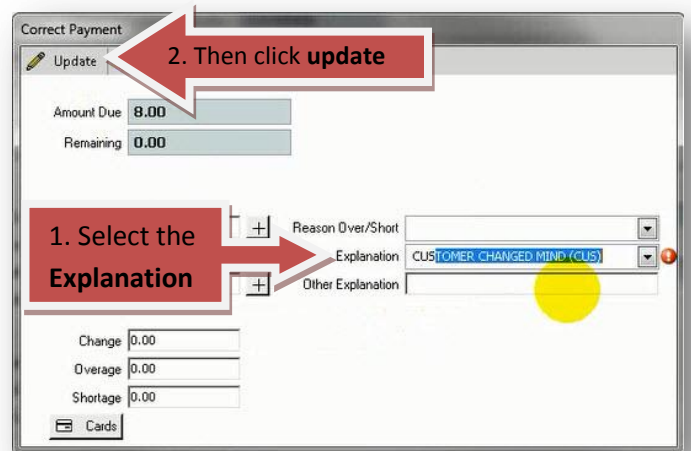 Correct Payment
Update
2. Then click update
Amount Due 8.00
Remaining 0.00
1. Select the
Explanation
+ Reason Over/Short
Explanation CUSTOMER CHANGED MIND (CUS)
+ Other Explanation
Change 0.00
Overage 0.00
Shortage 0.00
Cards